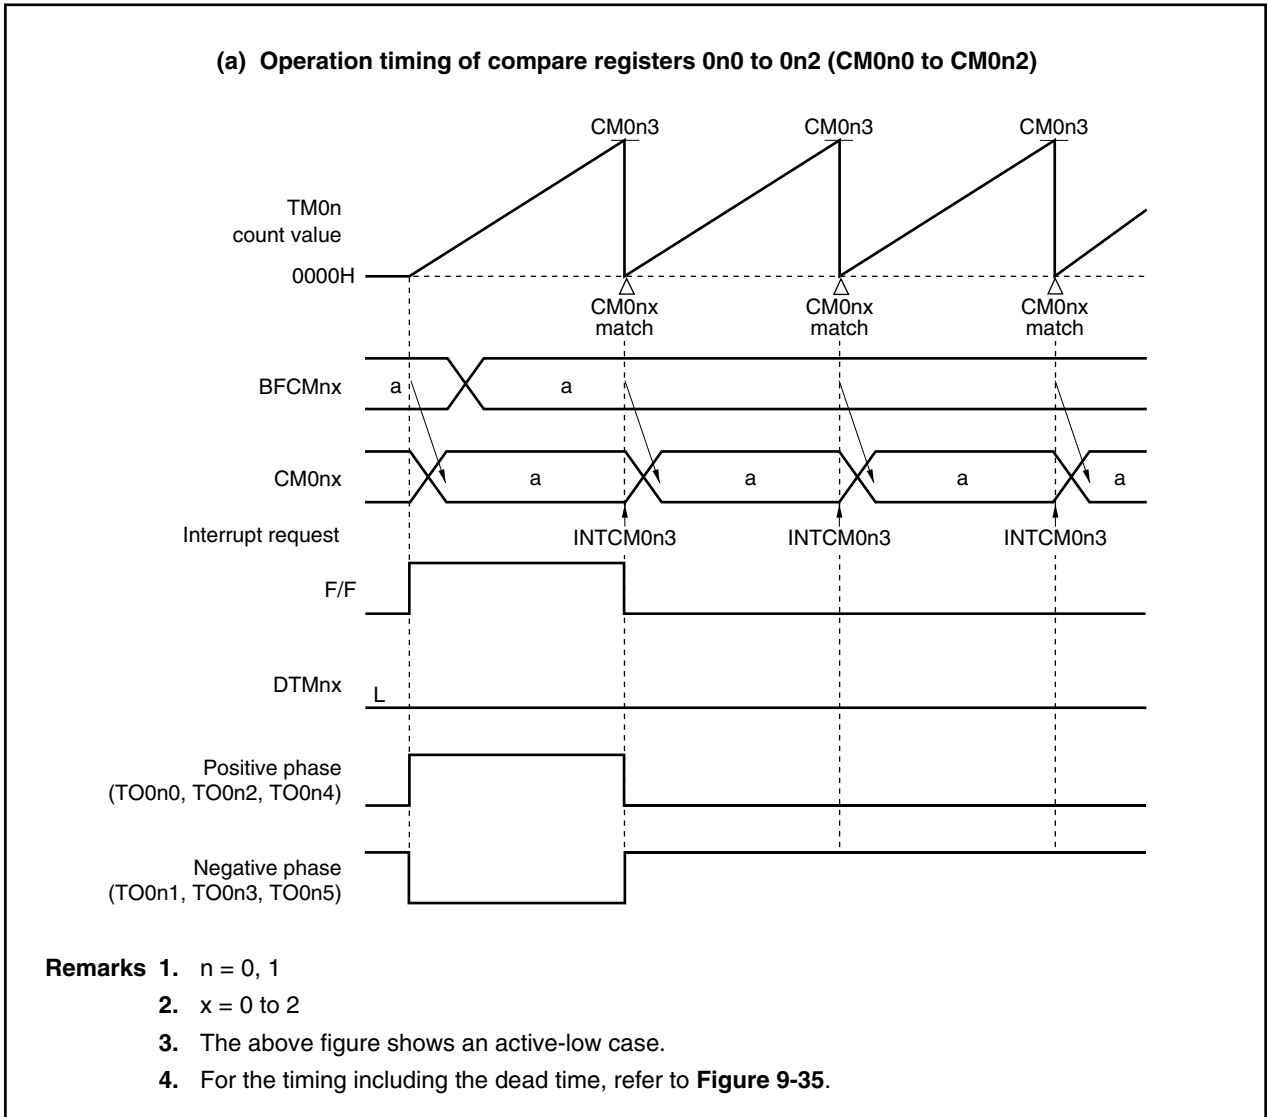 (a) Operation timing of compare registers 0n0 to 0n2 (CM0n0 to CM0n2)
CM0n3 CM0n3 CM0n3
TM0n
count value
0000H
CM0nx CM0nx CM0nx
match match match
BFCMnx a a
CM0nx a a a a
Interrupt request INTCM0n3 INTCM0n3 INTCM0n3
F/F
DTMnx L
Positive phase
(TO0n0, TO0n2, TO0n4)
Negative phase
(TO0n1, TO0n3, TO0n5)
Remarks 1. n = 0, 1
2. x = 0 to 2
3. The above figure shows an active-low case.
4. For the timing including the dead time, refer to Figure 9-35.